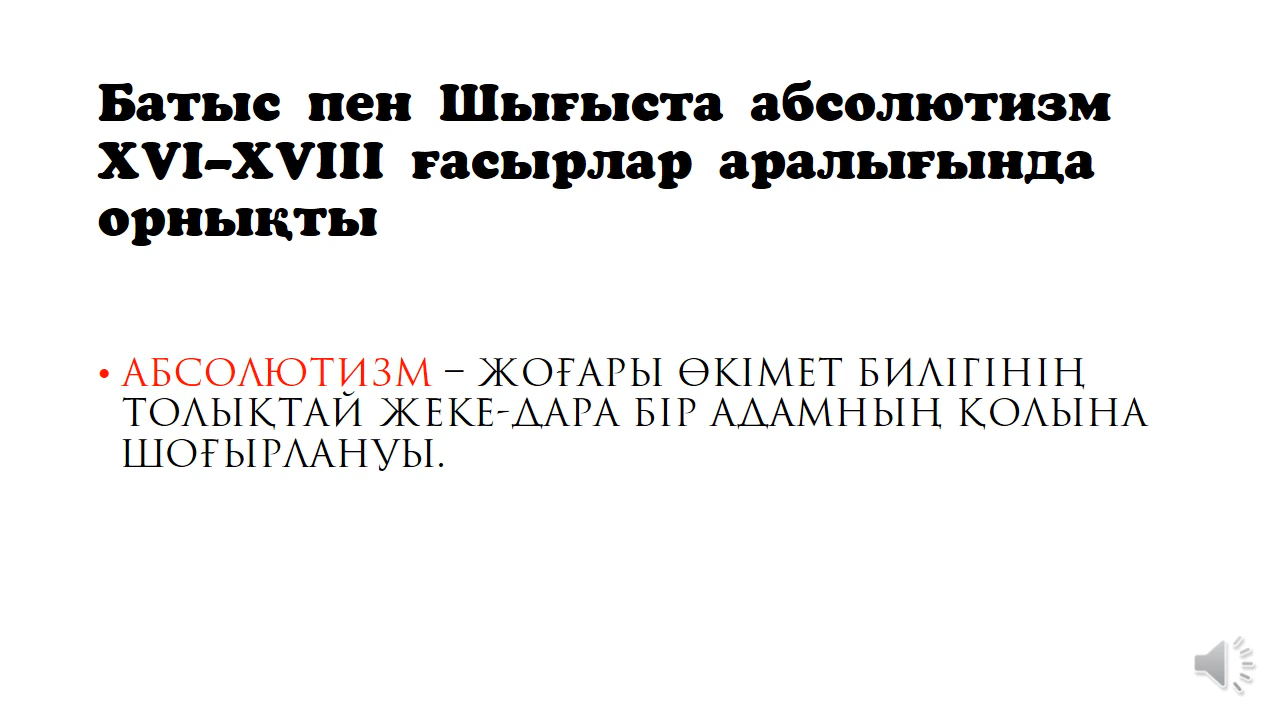 Батыс пен Шығыста абсолютизм
XVI–XVIII ғасырлар аралығында
орнықты
• АБСОЛЮТИЗМ – ЖОҒАРЫ ӨКІМЕТ БИЛІГІНІҢ
ТОЛЫҚТАЙ ЖЕКЕ-ДАРА БІР АДАМНЫҢ ҚОЛЫНА
ШОҒЫРЛАНУЫ.